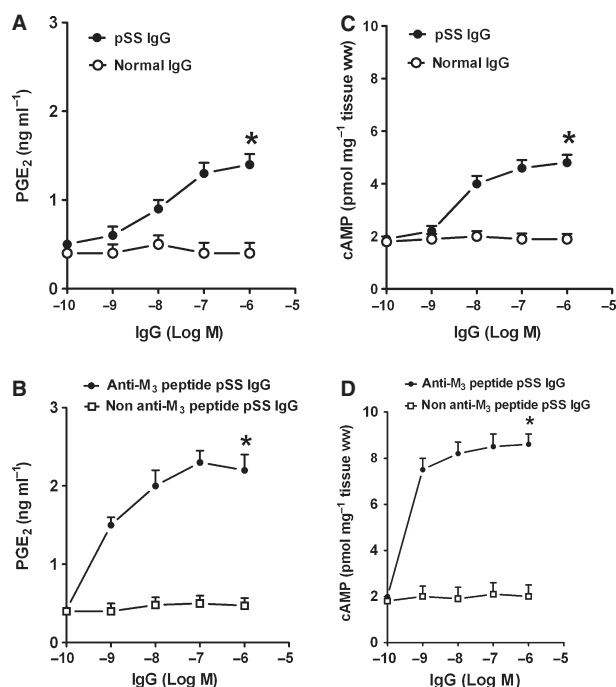 A
pSS IgG
Normal IgG
PGE2 (ng ml−1)
3
2
1
0
*
−10 −9 −8 −7 −6 −5
IgG (Log M)
C
pSS IgG
Normal IgG
cAMP (pmol mg−1 tissue ww)
10
8
6
4
2
0
*
−10 −9 −8 −7 −6 −5
IgG (Log M)
B
Anti-M3 peptide pSS IgG
Non anti-M3 peptide pSS IgG
PGE2 (ng ml−1)
3
2
1
0
*
−10 −9 −8 −7 −6 −5
IgG (Log M)
D
Anti-M3 peptide pSS IgG
Non anti-M3 peptide pSS IgG
cAMP (pmol mg−1 tissue ww)
10
8
6
4
2
0
*
−10 −9 −8 −7 −6 −5
IgG (Log M)